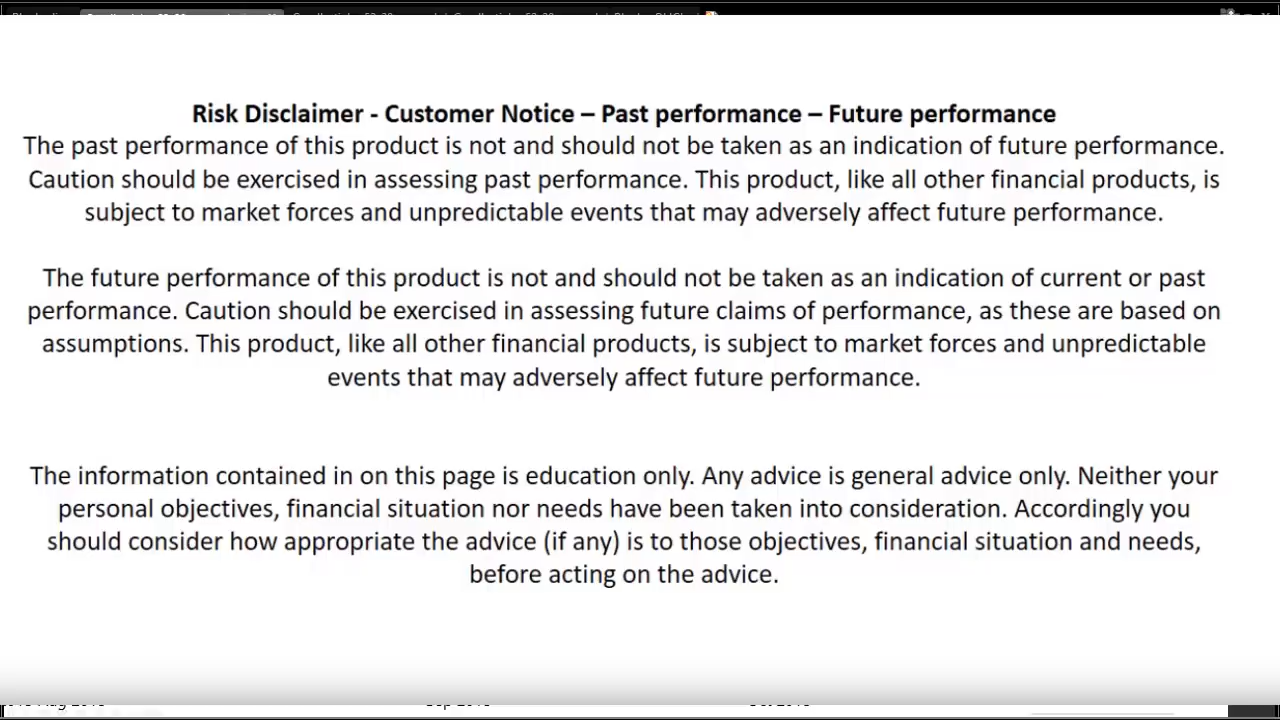 Risk Disclaimer - Customer Notice – Past performance – Future performance
The past performance of this product is not and should not be taken as an indication of future performance.
Caution should be exercised in assessing past performance. This product, like all other financial products, is
subject to market forces and unpredictable events that may adversely affect future performance.
The future performance of this product is not and should not be taken as an indication of current or past
performance. Caution should be exercised in assessing future claims of performance, as these are based on
assumptions. This product, like all other financial products, is subject to market forces and unpredictable
events that may adversely affect future performance.
The information contained in on this page is education only. Any advice is general advice only. Neither your
personal objectives, financial situation nor needs have been taken into consideration. Accordingly you
should consider how appropriate the advice (if any) is to those objectives, financial situation and needs,
before acting on the advice.